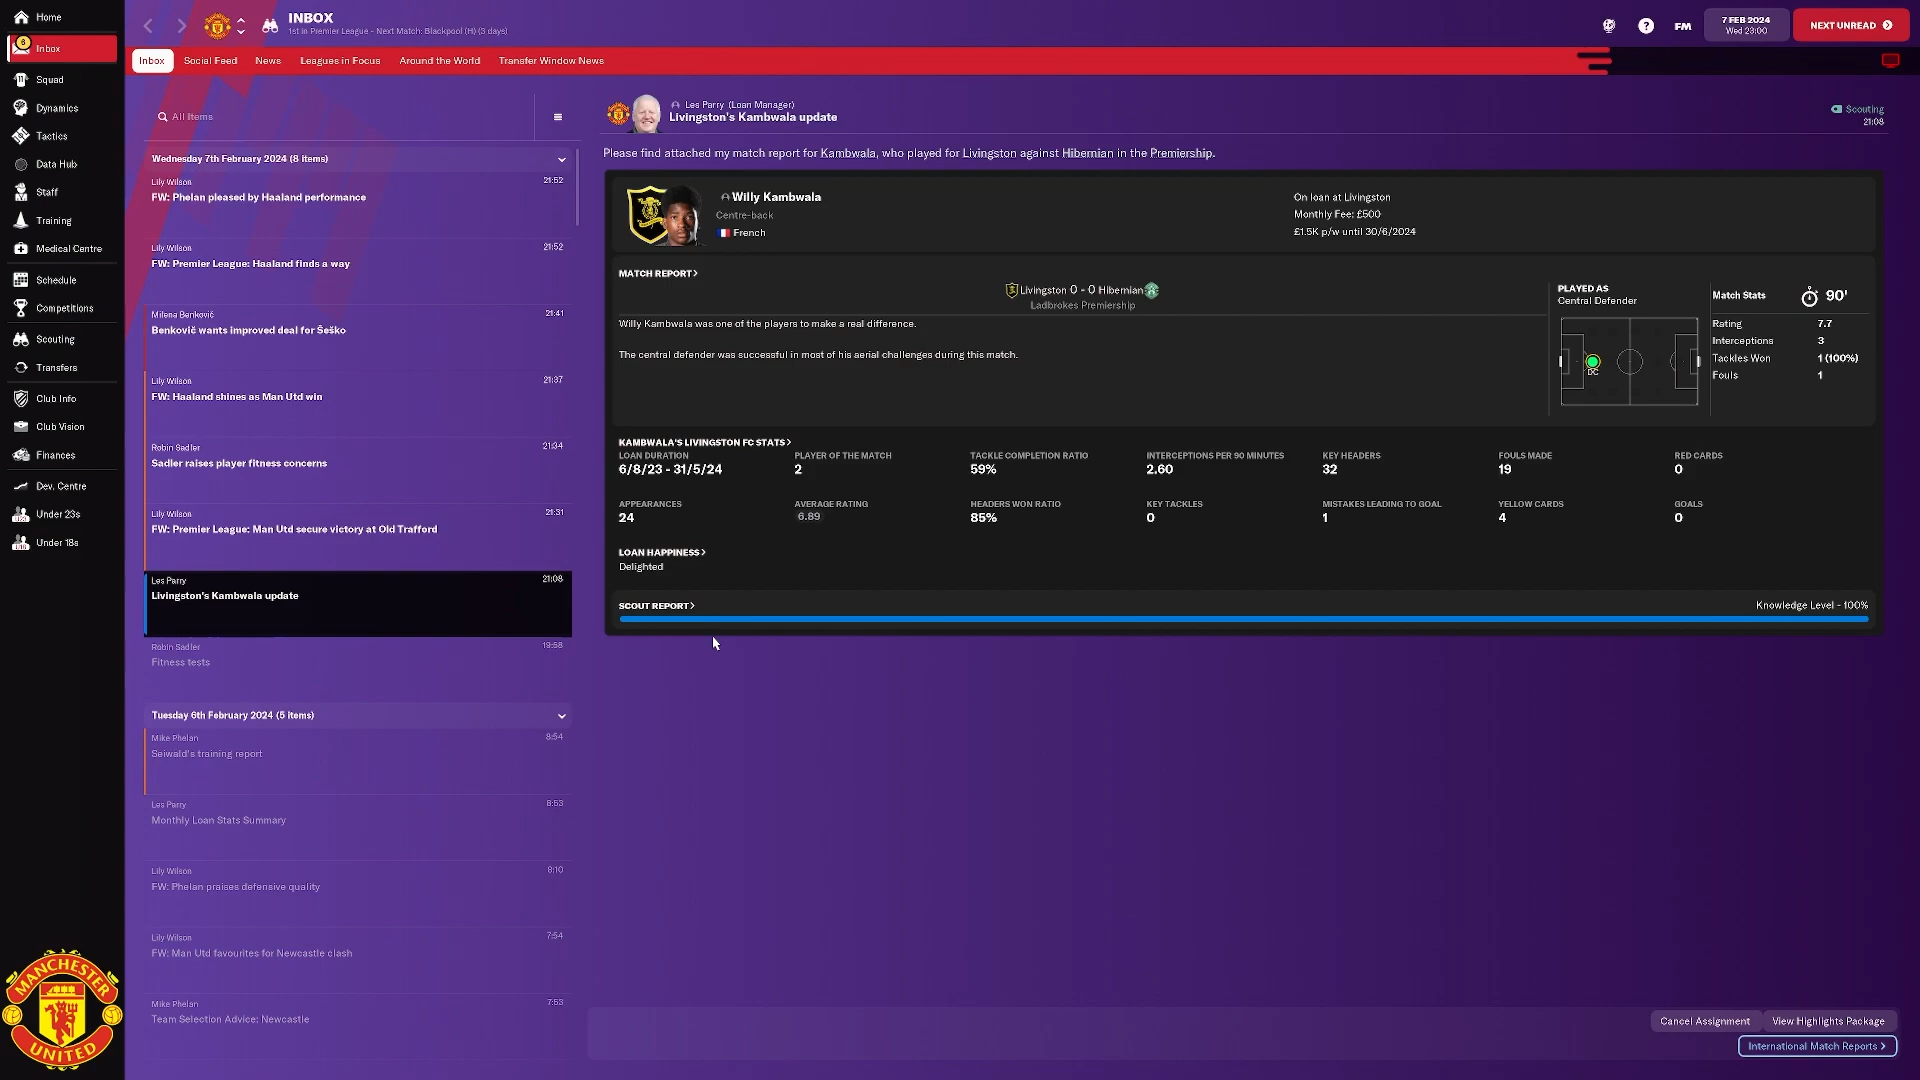 Home
Inbox
6
Squad
Dynamics
Tactics
Data Hub
Staff
Training
Medical Centre
Schedule
Competitions
Scouting
Transfers
Club Info
Club Vision
Finances
Dev. Centre
Under 23s
Under 18s
MANCHESTER
UNITED
INBOX
1st in Premier League - Next Match: Blackpool (H) (3 days)
?
FM
7 FEB 2024
Wed 23:00
NEXT UNREAD
Inbox
Social Feed
News
Leagues in Focus
Around the World
Transfer Window News
All Items
Wednesday 7th February 2024 (8 items)
Lily Wilson 21:52
FW: Phelan pleased by Haaland performance
Lily Wilson 21:52
FW: Premier League: Haaland finds a way
Milena Benkovič 21:41
Benkovič wants improved deal for Šeško
Lily Wilson 21:37
FW: Haaland shines as Man Utd win
Robin Sadler 21:34
Sadler raises player fitness concerns
Lily Wilson 21:31
FW: Premier League: Man Utd secure victory at Old Trafford
Les Parry 21:08
Livingston's Kambwala update
Robin Sadler 19:58
Fitness tests
Tuesday 6th February 2024 (5 items)
Mike Phelan 8:54
Seiwald's training report
Les Parry 8:53
Monthly Loan Stats Summary
Lily Wilson 8:10
FW: Phelan praises defensive quality
Lily Wilson 7:54
FW: Man Utd favourites for Newcastle clash
Mike Phelan 7:53
Team Selection Advice: Newcastle
Les Parry (Loan Manager)
Livingston's Kambwala update
Scouting
21:08
Please find attached my match report for Kambwala, who played for Livingston against Hibernian in the Premiership.
Willy Kambwala
Centre-back
French
On loan at Livingston
Monthly Fee: £500
£1.5K p/w until 30/6/2024
MATCH REPORT>
Livingston 0 - 0 Hibernian
Ladbrokes Premiership
Willy Kambwala was one of the players to make a real difference.
The central defender was successful in most of his aerial challenges during this match.
PLAYED AS
Central Defender
DC
Match Stats 90'
Rating 7.7
Interceptions 3
Tackles Won 1 (100%)
Fouls 1
KAMBWALA'S LIVINGSTON FC STATS>
LOAN DURATION PLAYER OF THE MATCH TACKLE COMPLETION RATIO INTERCEPTIONS PER 90 MINUTES KEY HEADERS FOULS MADE RED CARDS
6/8/23 - 31/5/24 2 59% 2.60 32 19 0
APPEARANCES AVERAGE RATING HEADERS WON RATIO KEY TACKLES MISTAKES LEADING TO GOAL YELLOW CARDS GOALS
24 6.89 85% 0 1 4 0
LOAN HAPPINESS>
Delighted
SCOUT REPORT> Knowledge Level - 100%
Cancel Assignment
View Highlights Package
International Match Reports >